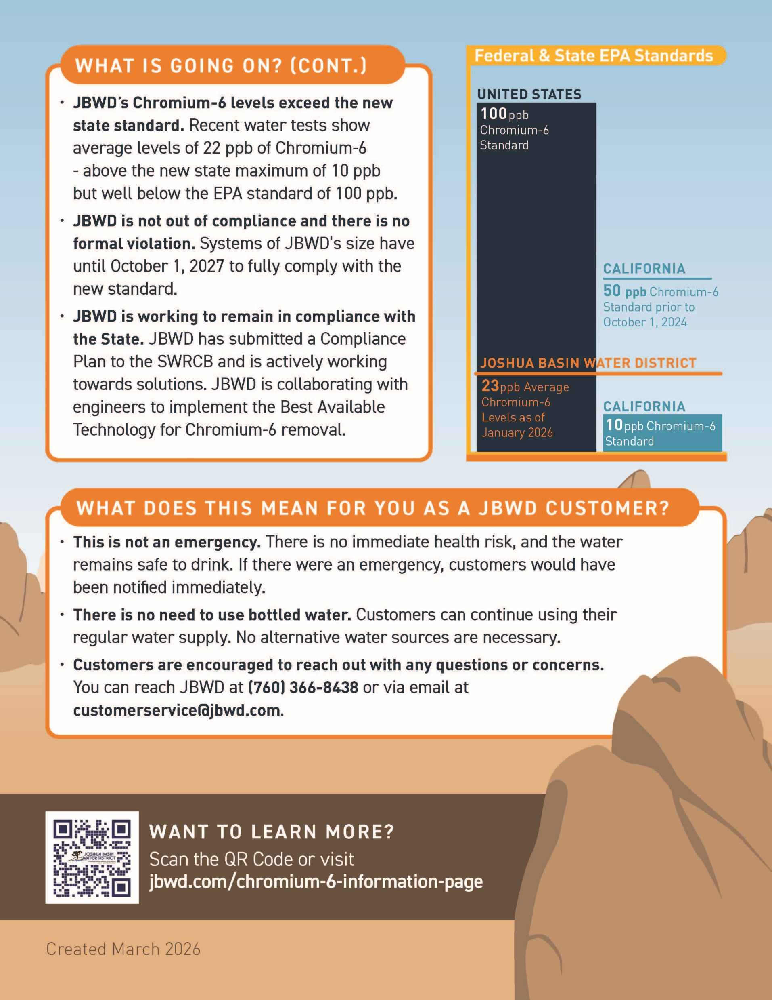 WHAT IS GOING ON? (CONT.)
• JBWD's Chromium-6 levels exceed the new
state standard. Recent water tests show
average levels of 22 ppb of Chromium-6
- above the new state maximum of 10 ppb
but well below the EPA standard of 100 ppb.
• JBWD is not out of compliance and there is no
formal violation. Systems of JBWD's size have
until October 1, 2027 to fully comply with the
new standard.
• JBWD is working to remain in compliance with
the State. JBWD has submitted a Compliance
Plan to the SWRCB and is actively working
towards solutions. JBWD is collaborating with
engineers to implement the Best Available
Technology for Chromium-6 removal.
Federal & State EPA Standards
UNITED STATES
100ppb
Chromium-6
Standard
CALIFORNIA
50 ppb Chromium-6
Standard prior to
October 1, 2024
JOSHUA BASIN WATER DISTRICT
23ppb Average
Chromium-6
Levels as of
January 2026
CALIFORNIA
10ppb Chromium-6
Standard
WHAT DOES THIS MEAN FOR YOU AS A JBWD CUSTOMER?
• This is not an emergency. There is no immediate health risk, and the water
remains safe to drink. If there were an emergency, customers would have
been notified immediately.
• There is no need to use bottled water. Customers can continue using their
regular water supply. No alternative water sources are necessary.
• Customers are encouraged to reach out with any questions or concerns.
You can reach JBWD at (760) 366-8438 or via email at
customerservice@jbwd.com.
JOSHUA BASIN
WATER DISTRICT
WANT TO LEARN MORE?
Scan the QR Code or visit
jbwd.com/chromium-6-information-page
Created March 2026